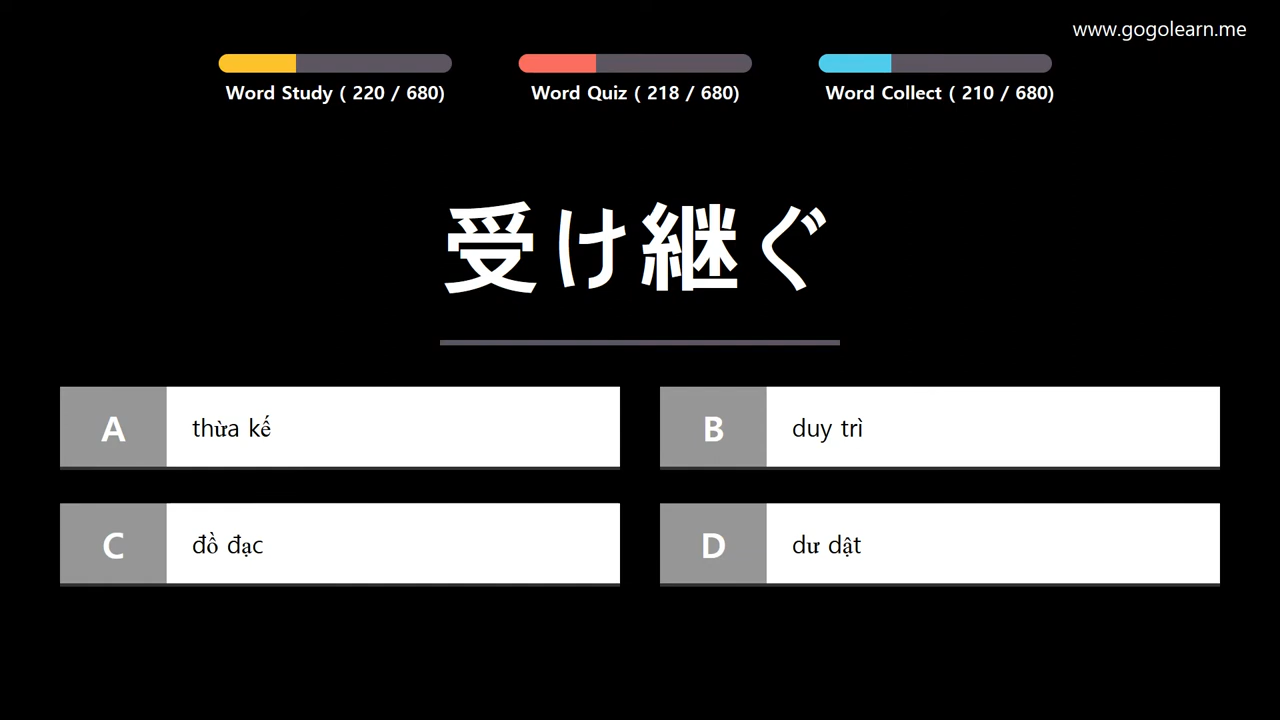 www.gogolearn.me
Word Study ( 220 / 680)
Word Quiz ( 218 / 680)
Word Collect ( 210 / 680)
受け継ぐ
A thừa kế
B duy trì
C đồ đạc
D dư dật